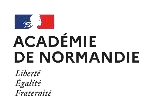 ACADÉMIE
DE NORMANDIE
Liberté
Égalité
Fraternité